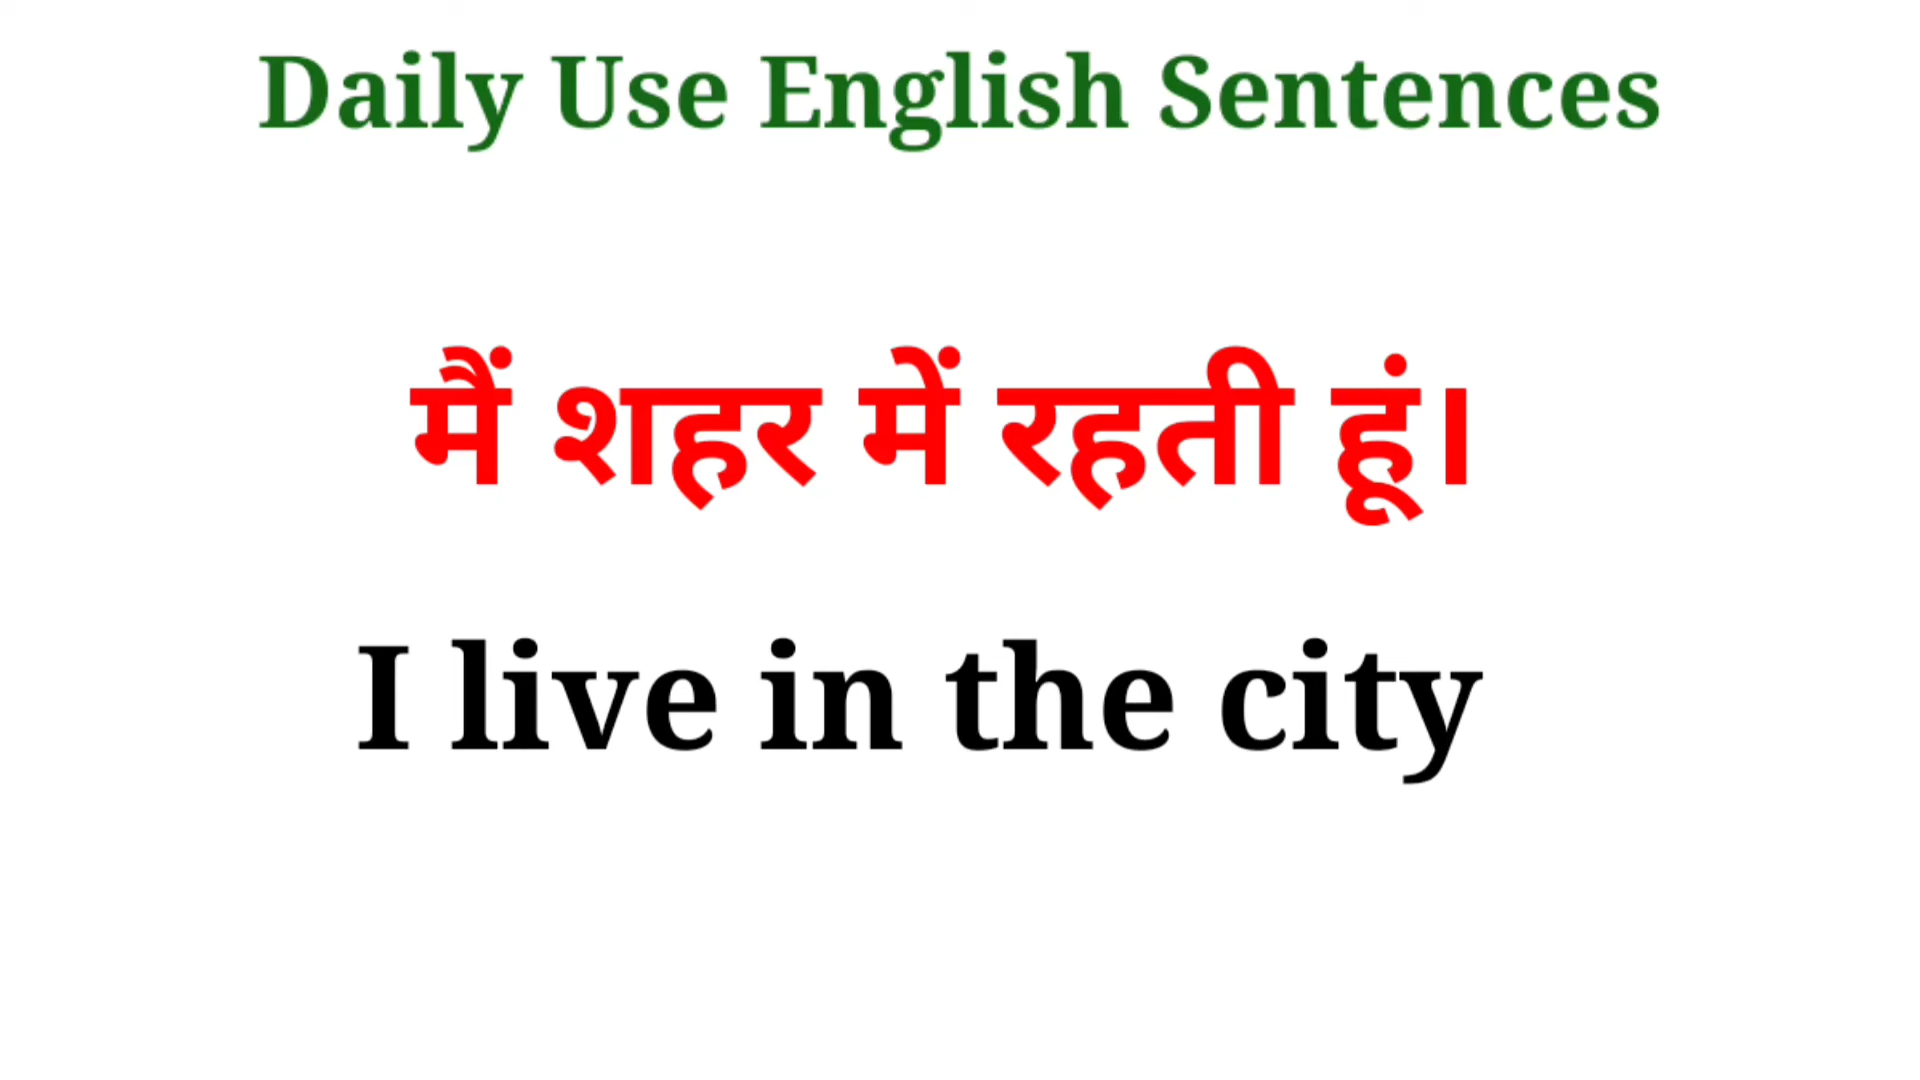 Daily Use English Sentences
मैं शहर में रहती हूं।
I live in the city